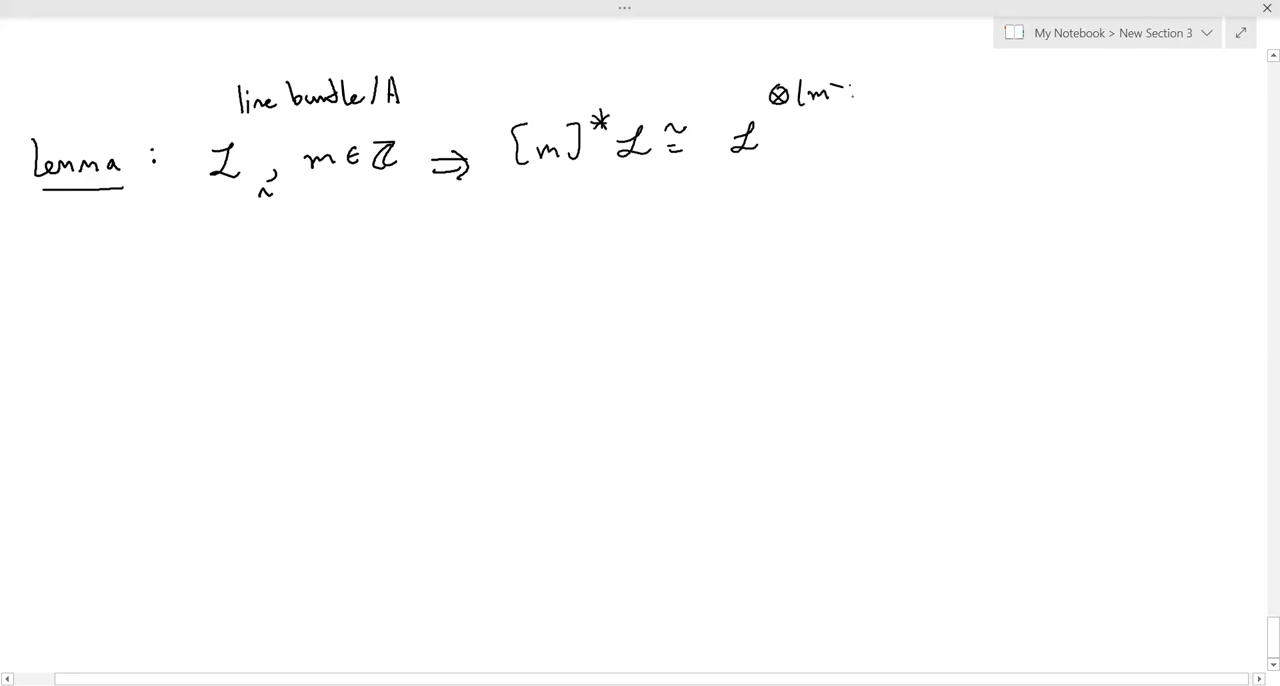 My Notebook > New Section 3
line bundle/A
Lemma : ℒ , m ∈ ℤ ⇒ [m]* ℒ ≅ ℒ^⊗(m